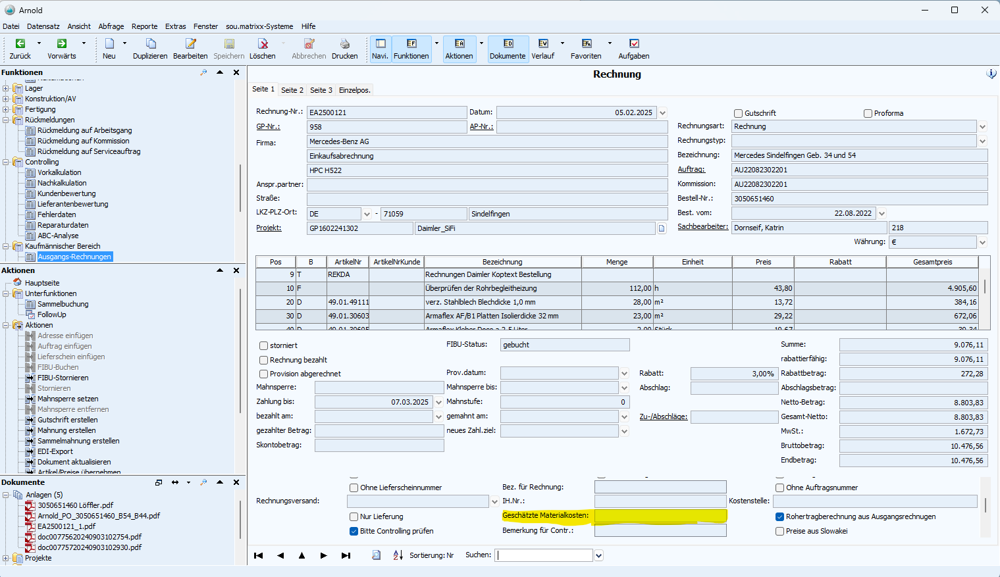 Arnold
Datei Datensatz Ansicht Abfrage Reporte Extras Fenster sou.matrixx-Systeme Hilfe
Zurück Vorwärts Neu Duplizieren Bearbeiten Speichern Löschen Abbrechen Drucken Navi. Funktionen Aktionen Dokumente Verlauf Favoriten Aufgaben
Funktionen
Lager
Konstruktion/AV
Fertigung
Rückmeldungen
Rückmeldung auf Arbeitsgang
Rückmeldung auf Kommission
Rückmeldung auf Serviceauftrag
Controlling
Vorkalkulation
Nachkalkulation
Kundenbewertung
Lieferantenbewertung
Fehlerdaten
Reparaturdaten
ABC-Analyse
Kaufmännischer Bereich
Ausgangs-Rechnungen
Aktionen
Hauptseite
Unterfunktionen
Sammelbuchung
FollowUp
Aktionen
Adresse einfügen
Auftrag einfügen
Lieferschein einfügen
FIBU-Buchen
FIBU-Stornieren
Stornieren
Mahnsperre setzen
Mahnsperre entfernen
Gutschrift erstellen
Mahnung erstellen
Sammelmahnung erstellen
EDI-Export
Dokument aktualisieren
Artikel/Preise übernehmen
Dokumente
Anlagen (5)
3050651460 Löffler.pdf
Arnold_PO_3050651460_B54_B44.pdf
EA2500121_1.pdf
doc00775620240903102754.pdf
doc00775720240903102930.pdf
Projekte
Rechnung
Seite 1 Seite 2 Seite 3 Einzelpos.
Rechnung-Nr.: EA2500121 Datum: 05.02.2025
GP-Nr.: 958 AP-Nr.:
Firma: Mercedes-Benz AG
Einkaufsabrechnung
HPC H522
Anspr.partner:
Straße:
LKZ-PLZ-Ort: DE - 71059 Sindelfingen
Projekt: GP1602241302 Daimler_SiFi
Gutschrift Proforma
Rechnungsart: Rechnung
Rechnungstyp:
Bezeichnung: Mercedes Sindelfingen Geb. 34 und 54
Auftrag: AU22082302201
Kommission: AU22082302201
Bestell-Nr.: 3050651460
Best. vom: 22.08.2022
Sachbearbeiter: Dornseif, Katrin 218
Währung: €
Pos B ArtikelNr ArtikelNrKunde Bezeichnung Menge Einheit Preis Rabatt Gesamtpreis
9 T REKDA Rechnungen Daimler Koptext Bestellung
10 F Überprüfen der Rohrbegleitheizung 112,00 h 43,80 4.905,60
20 D 49.01.49111 verz. Stahlblech Blechdicke 1,0 mm 28,00 m² 13,72 384,16
30 D 49.01.30603 Armaflex AF/B1 Platten Isolierdicke 32 mm 23,00 m² 29,22 672,06
40 D 49.01.30605 Armaflex Kleber Dose a 2,5 Liter 2,00 Stück 19,67 39,34
storniert FIBU-Status: gebucht
Rechnung bezahlt
Provision abgerechnet Prov.datum: Rabatt: 3,00%
Mahnsperre: Mahnsperre bis: Abschlag:
Zahlung bis: 07.03.2025 Mahnstufe: 0
bezahlt am: gemahnt am: Zu-/Abschläge:
gezahlter Betrag: neues Zahl.ziel:
Skontobetrag:
Summe: 9.076,11
rabattierfähig: 9.076,11
Rabattbetrag: 272,28
Abschlagsbetrag:
Netto-Betrag: 8.803,83
Gesamt-Netto: 8.803,83
MwSt.: 1.672,73
Bruttobetrag: 10.476,56
Endbetrag: 10.476,56
Ohne Lieferscheinnummer Bez. für Rechnung: Ohne Auftragsnummer
Rechnungsversand: IH.Nr.: Kostenstelle:
Nur Lieferung Geschätzte Materialkosten: Rohertragberechnung aus Ausgangsrechnugen
Bitte Controlling prüfen Bemerkung für Contr.: Preise aus Slowakei
Sortierung: Nr Suchen: